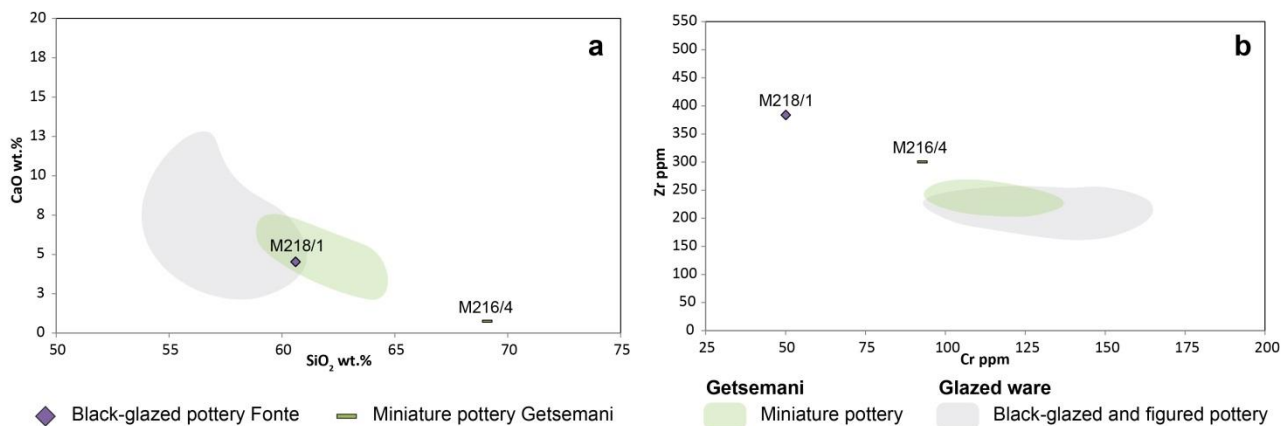 a
20
18
15
13
10
8
5
3
0
CaO wt.%
M218/1
M216/4
50 55 60 65 70 75
SiO₂ wt.%
b
550
500
450
400
350
300
250
200
150
100
50
0
Zr ppm
M218/1
M216/4
25 50 75 100 125 150 175 200
Cr ppm
Black-glazed pottery Fonte Miniature pottery Getsemani
Getsemani Glazed ware
Miniature pottery Black-glazed and figured pottery